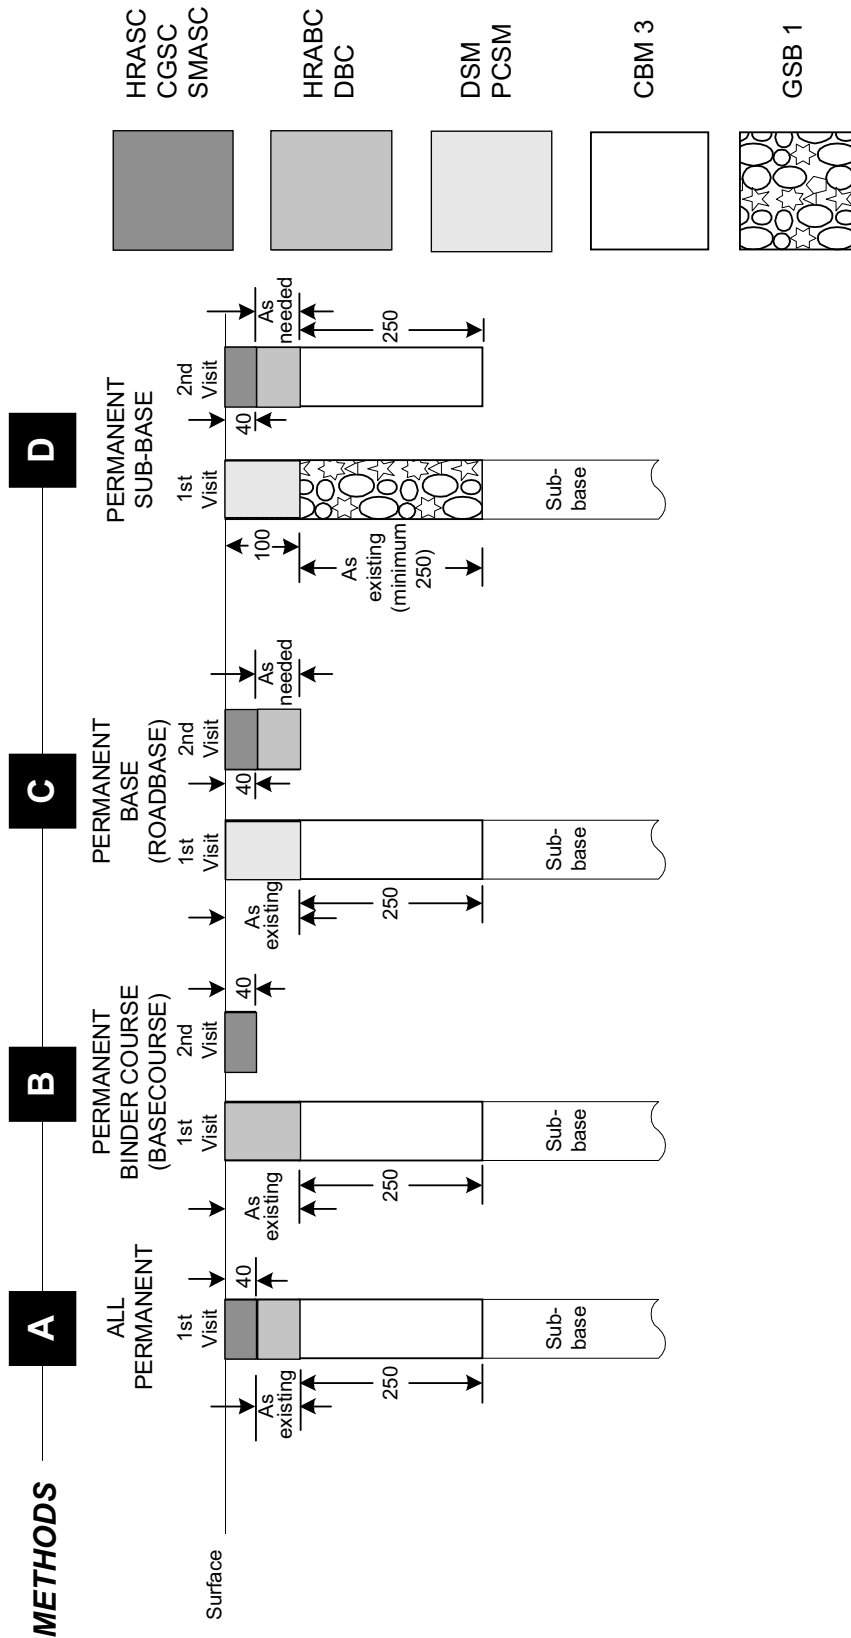 METHODS
A
B
C
D
ALL
PERMANENT
1st
Visit
PERMANENT
BINDER COURSE
(BASECOURSE)
1st
Visit
2nd
Visit
PERMANENT
BASE
(ROADBASE)
1st
Visit
2nd
Visit
PERMANENT
SUB-BASE
1st
Visit
2nd
Visit
Surface
As
existing
40
250
Sub-
base
As
existing
40
250
Sub-
base
As
existing
40
As
needed
250
Sub-
base
100
As
existing
(minimum
250)
40
As
needed
250
Sub-
base
HRASC
CGSC
SMASC
HRABC
DBC
DSM
PCSM
CBM 3
GSB 1